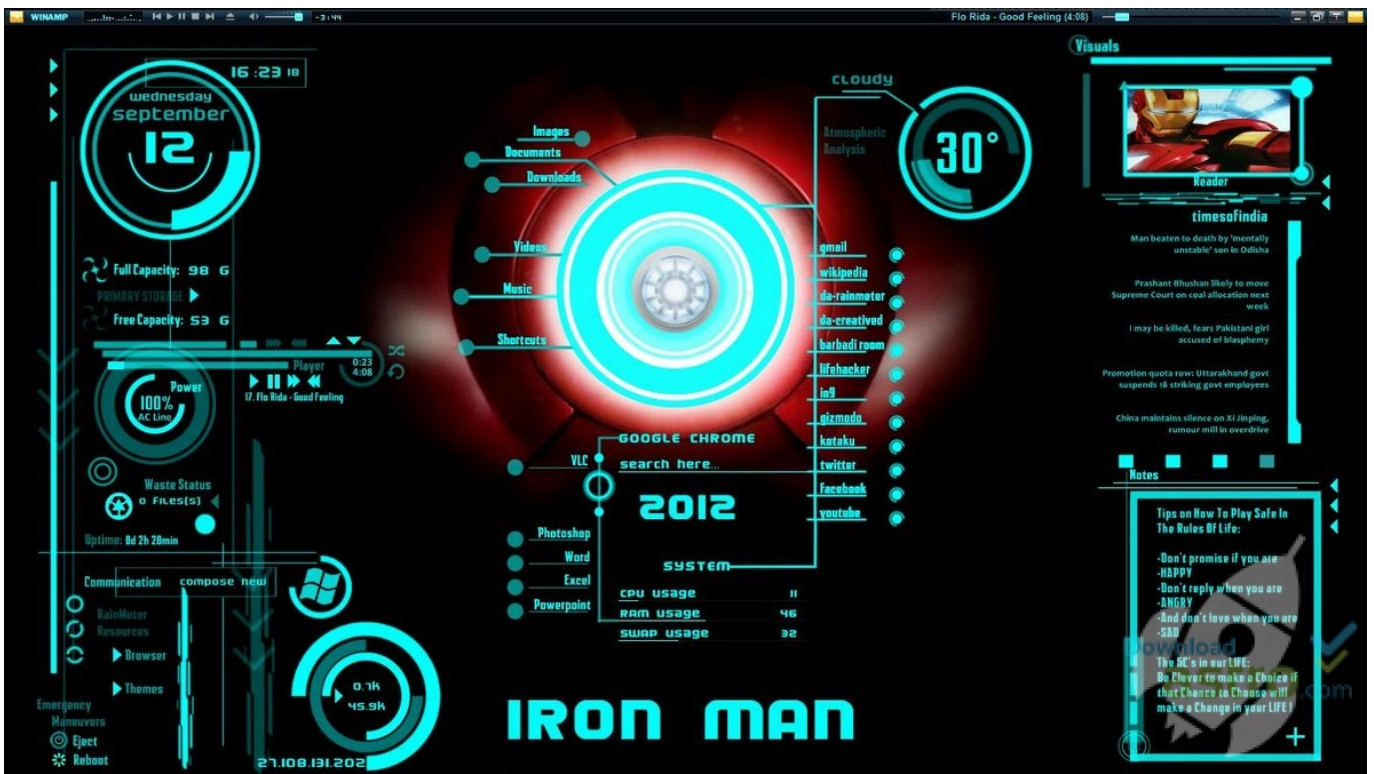 WINAMP
-3:44
Flo Rida - Good Feeling (4:08)
16:23 18
wednesday
september
12
Full Capacity: 98 G
PRIMARY STORAGE
Free Capacity: 53 G
Player
0:23
4:08
17. Flo Rida - Good Feeling
Power
100%
AC Line
Waste Status
0 FILES(S)
Uptime: 0d 2h 20min
Communication
compose new
RainMeter
Resources
Browser
Themes
Emergency
Maneuvers
Eject
Reboot
0.7k
45.9k
27.108.131.202
Images
Documents
Downloads
Videos
Music
Shortcuts
GOOGLE CHROME
search here...
VLC
2012
Photoshop
Word
Excel
Powerpoint
SYSTEM
CPU USAGE 11
RAM USAGE 46
SWAP USAGE 32
IRON MAN
cloudy
Atmospheric
Analysis
30°
gmail
wikipedia
da-rainmeter
da-creatived
barbadi room
lifehacker
io9
gizmodo
kotaku
twitter
Facebook
youtube
Visuals
Reader
timesofindia
Man beaten to death by 'mentally
unstable' son in Odisha
Prashant Bhushan likely to move
Supreme Court on coal allocation next
week
I may be killed, fears Pakistani girl
accused of blasphemy
Promotion quota row: Uttarakhand govt
suspends 18 striking govt employees
China maintains silence on Xi Jinping,
rumour mill in overdrive
Notes
Tips on How To Play Safe In
The Rules Of Life:
-Don't promise if you are
-HAPPY
-Don't reply when you are
-ANGRY
-And don't love when you are
-SAD
The 5C's in our LIFE:
Be Clever to make a Choice if
that Chance to Choose will
make a Change in your LIFE !
Download
.com